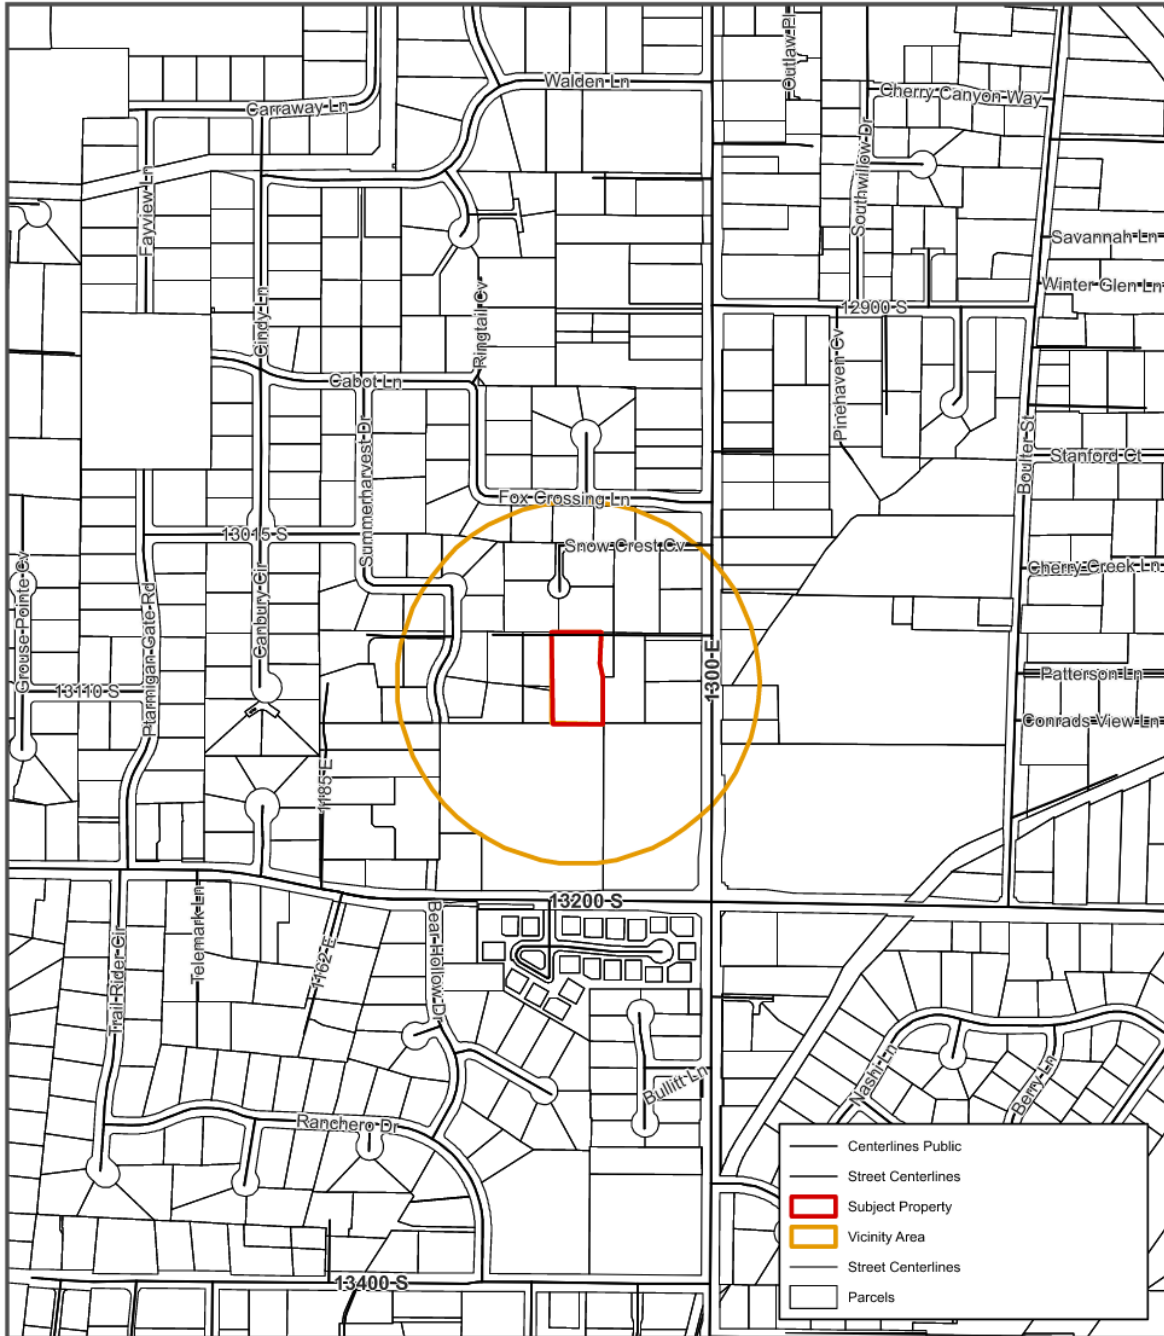 Outlaw Pl
Walden Ln
Cherry Canyon Way
Carraway Ln
Southwillow Dr
Fayview Ln
Savannah Ln
Winter Glen Ln
12900 S
Cindy Ln
Ringtail Cv
Pinehaven Cv
Cabot Ln
Summerharvest Dr
Boulter St
Stanford Ct
Fox Crossing Ln
13015 S
Snow Crest Cv
Cherry Creek Ln
Grouse Pointe Cv
Canbury Cir
Ptarmigan Gate Rd
1300 E
Patterson Ln
13110 S
Conrads View Ln
1185 E
13200 S
Telemark Ln
Bear Hollow Dr
1162 E
Trail Rider Cir
Nashi Ln
Berry Ln
Bullitt Ln
Ranchero Dr
13400 S
Centerlines Public
Street Centerlines
Subject Property
Vicinity Area
Street Centerlines
Parcels